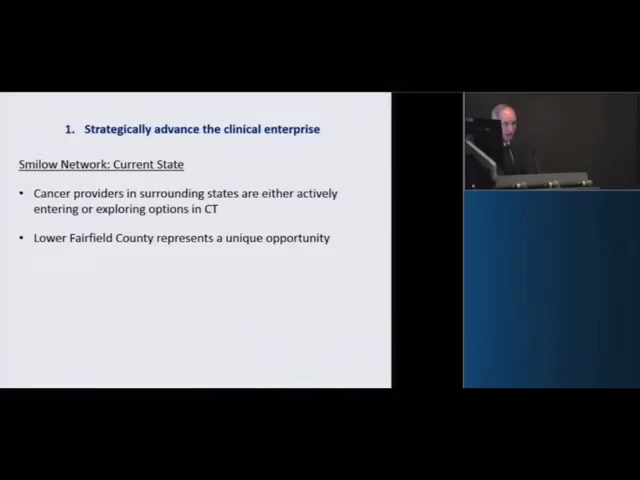 1. Strategically advance the clinical enterprise
Smilow Network: Current State
• Cancer providers in surrounding states are either actively
entering or exploring options in CT
• Lower Fairfield County represents a unique opportunity